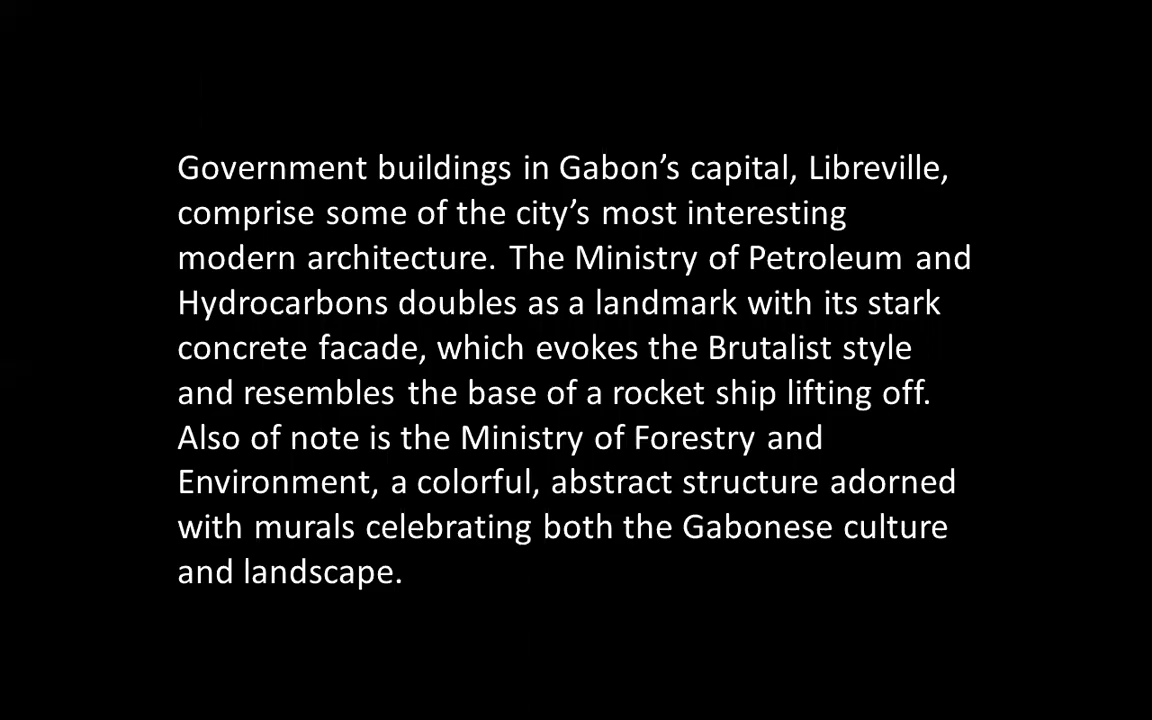 Government buildings in Gabon’s capital, Libreville,
comprise some of the city’s most interesting
modern architecture. The Ministry of Petroleum and
Hydrocarbons doubles as a landmark with its stark
concrete facade, which evokes the Brutalist style
and resembles the base of a rocket ship lifting off.
Also of note is the Ministry of Forestry and
Environment, a colorful, abstract structure adorned
with murals celebrating both the Gabonese culture
and landscape.